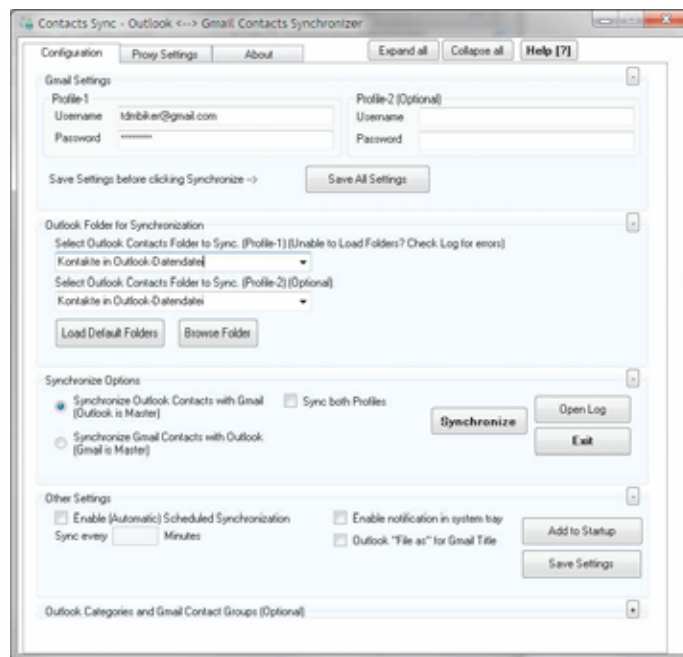 Contacts Sync - Outlook <--> Gmail Contacts Synchronizer
Configuration Proxy Settings About Expand all Collapse all Help [?]
Gmail Settings
Profile-1 Profile-2 (Optional)
Username tdmbiker@gmail.com Username
Password ******** Password
Save Settings before clicking Synchronize -> Save All Settings
Outlook Folder for Synchronization
Select Outlook Contacts Folder to Sync. (Profile-1) (Unable to Load Folders? Check Log for errors)
Kontakte in Outlook-Datendatei
Select Outlook Contacts Folder to Sync. (Profile-2) (Optional)
Kontakte in Outlook-Datendatei
Load Default Folders Browse Folder
Synchronize Options
Synchronize Outlook Contacts with Gmail (Outlook is Master) Sync both Profiles
Synchronize Open Log
Synchronize Gmail Contacts with Outlook (Gmail is Master) Exit
Other Settings
Enable (Automatic) Scheduled Synchronization Enable notification in system tray
Sync every Minutes Outlook "File as" for Gmail Title
Add to Startup
Save Settings
Outlook Categories and Gmail Contact Groups (Optional)